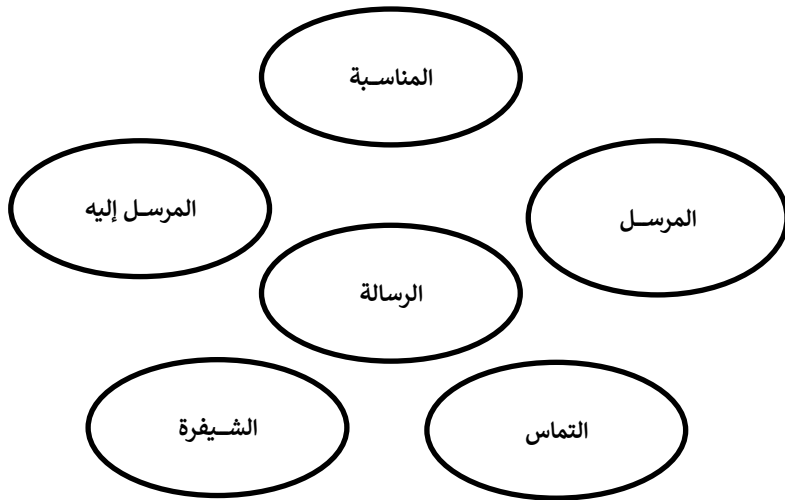 المناسبة
المرسل
المرسل إليه
الرسالة
التماس
الشيفرة